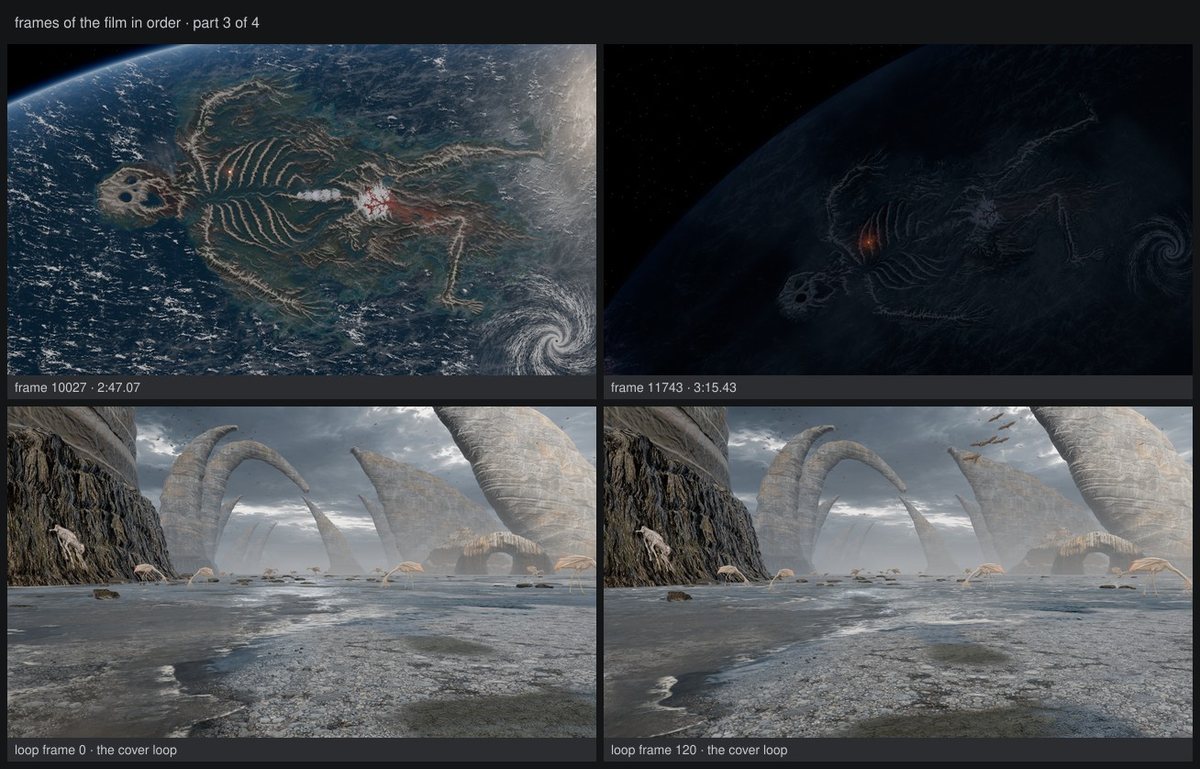 frames of the film in order · part 3 of 4
frame 10027 · 2:47.07
frame 11743 · 3:15.43
loop frame 0 · the cover loop
loop frame 120 · the cover loop